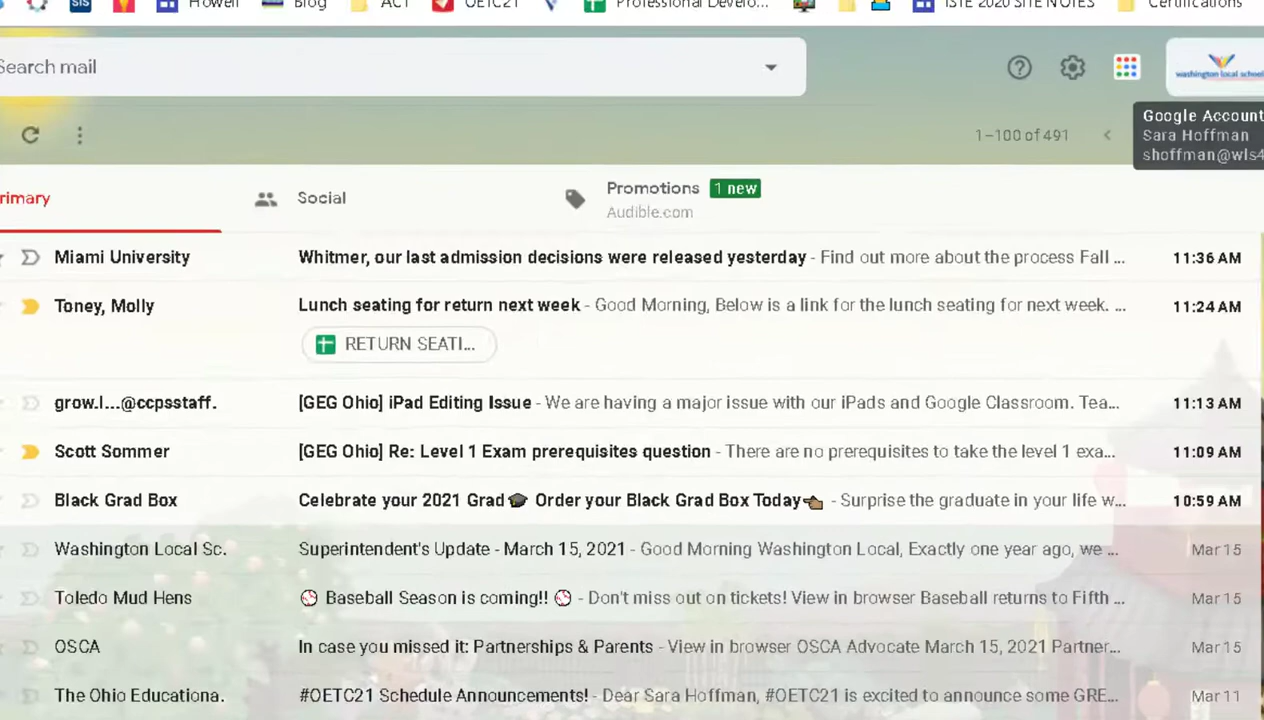 sis Howell Blog ACT OETC21 Professional Develo... ISTE 2020 SITE NOTES Certifications
Search mail
washington local school
Google Account
Sara Hoffman
shoffman@wls4
1–100 of 491
rimary Social Promotions 1 new
Audible.com
Miami University Whitmer, our last admission decisions were released yesterday - Find out more about the process Fall ... 11:36 AM
Toney, Molly Lunch seating for return next week - Good Morning, Below is a link for the lunch seating for next week. ... 11:24 AM
RETURN SEATI...
grow.l...@ccpsstaff. [GEG Ohio] iPad Editing Issue - We are having a major issue with our iPads and Google Classroom. Tea... 11:13 AM
Scott Sommer [GEG Ohio] Re: Level 1 Exam prerequisites question - There are no prerequisites to take the level 1 exa... 11:09 AM
Black Grad Box Celebrate your 2021 Grad🎓 Order your Black Grad Box Today👈🏾 - Surprise the graduate in your life w... 10:59 AM
Washington Local Sc. Superintendent's Update - March 15, 2021 - Good Morning Washington Local, Exactly one year ago, we ... Mar 15
Toledo Mud Hens ⚾ Baseball Season is coming!! ⚾ - Don't miss out on tickets! View in browser Baseball returns to Fifth ... Mar 15
OSCA In case you missed it: Partnerships & Parents - View in browser OSCA Advocate March 15, 2021 Partner... Mar 15
The Ohio Educationa. #OETC21 Schedule Announcements! - Dear Sara Hoffman, #OETC21 is excited to announce some GRE... Mar 11